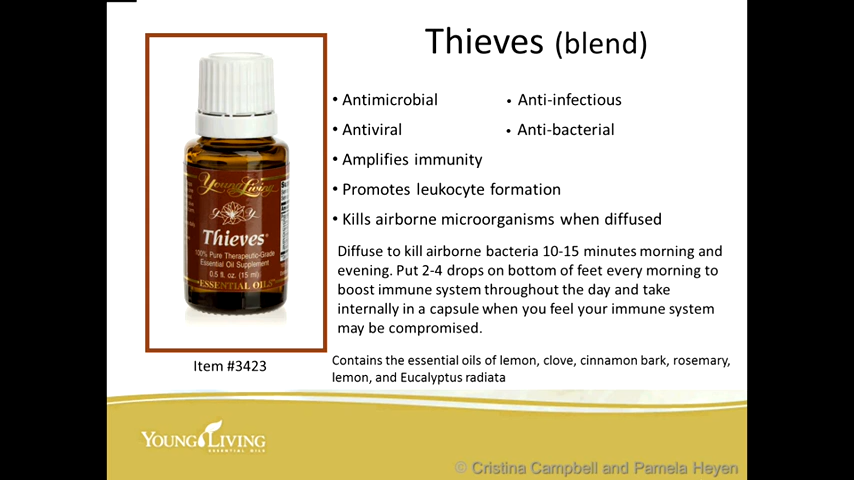 Thieves (blend)
• Antimicrobial
• Anti-infectious
• Antiviral
• Anti-bacterial
• Amplifies immunity
• Promotes leukocyte formation
• Kills airborne microorganisms when diffused
Diffuse to kill airborne bacteria 10-15 minutes morning and
evening. Put 2-4 drops on bottom of feet every morning to
boost immune system throughout the day and take
internally in a capsule when you feel your immune system
may be compromised.
Contains the essential oils of lemon, clove, cinnamon bark, rosemary,
lemon, and Eucalyptus radiata
Young Living
Thieves
100% Pure Therapeutic-Grade
Essential Oil Supplement
0.5 fl. oz. (15 ml)
ESSENTIAL OILS
Item #3423
YOUNG LIVING
ESSENTIAL OILS
© Cristina Campbell and Pamela Heyen